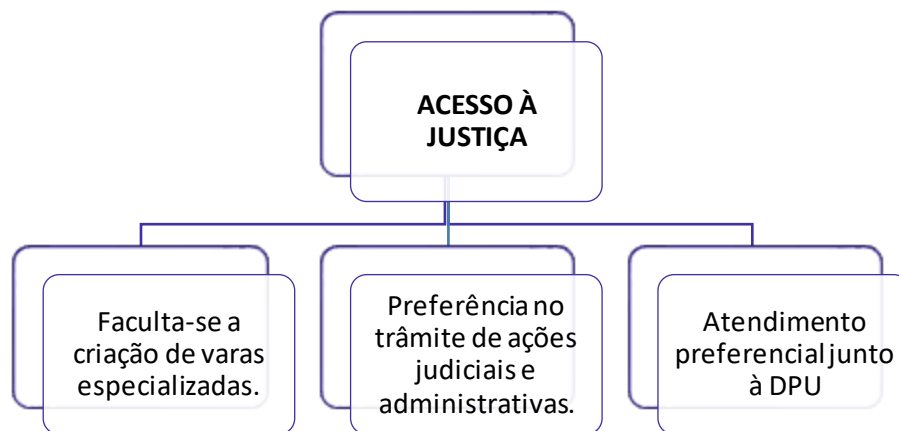 ACESSO À
JUSTIÇA
Faculta-se a
criação de varas
especializadas.
Preferência no
trâmite de ações
judiciais e
administrativas.
Atendimento
preferencial junto
à DPU